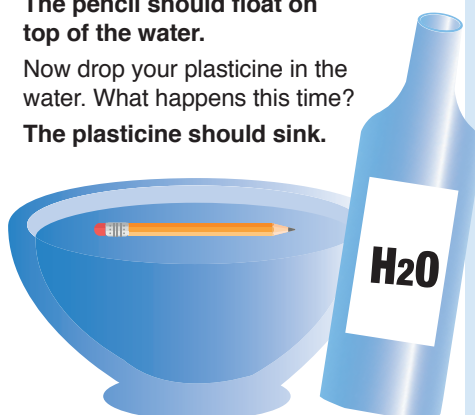 The pencil should float on
top of the water.
Now drop your plasticine in the
water. What happens this time?
The plasticine should sink.
H2O